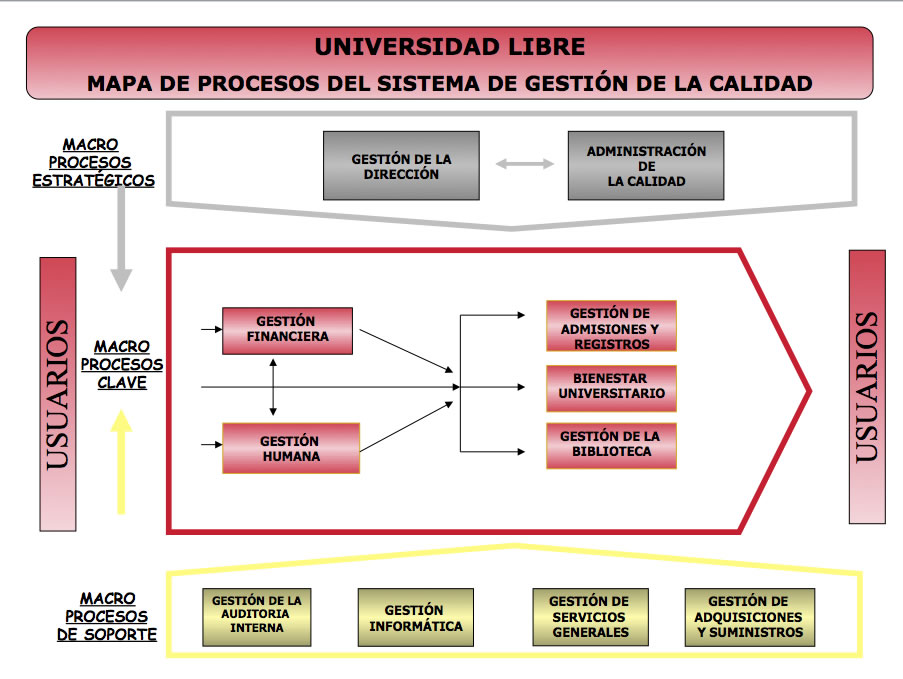 UNIVERSIDAD LIBRE
MAPA DE PROCESOS DEL SISTEMA DE GESTIÓN DE LA CALIDAD
MACRO
PROCESOS
ESTRATÉGICOS
GESTIÓN DE LA
DIRECCIÓN
ADMINISTRACIÓN
DE
LA CALIDAD
USUARIOS
MACRO
PROCESOS
CLAVE
GESTIÓN
FINANCIERA
GESTIÓN
HUMANA
GESTIÓN DE
ADMISIONES Y
REGISTROS
BIENESTAR
UNIVERSITARIO
GESTIÓN DE LA
BIBLIOTECA
USUARIOS
MACRO
PROCESOS
DE SOPORTE
GESTIÓN DE LA
AUDITORIA
INTERNA
GESTIÓN
INFORMÁTICA
GESTIÓN DE
SERVICIOS
GENERALES
GESTIÓN DE
ADQUISICIONES
Y SUMINISTROS